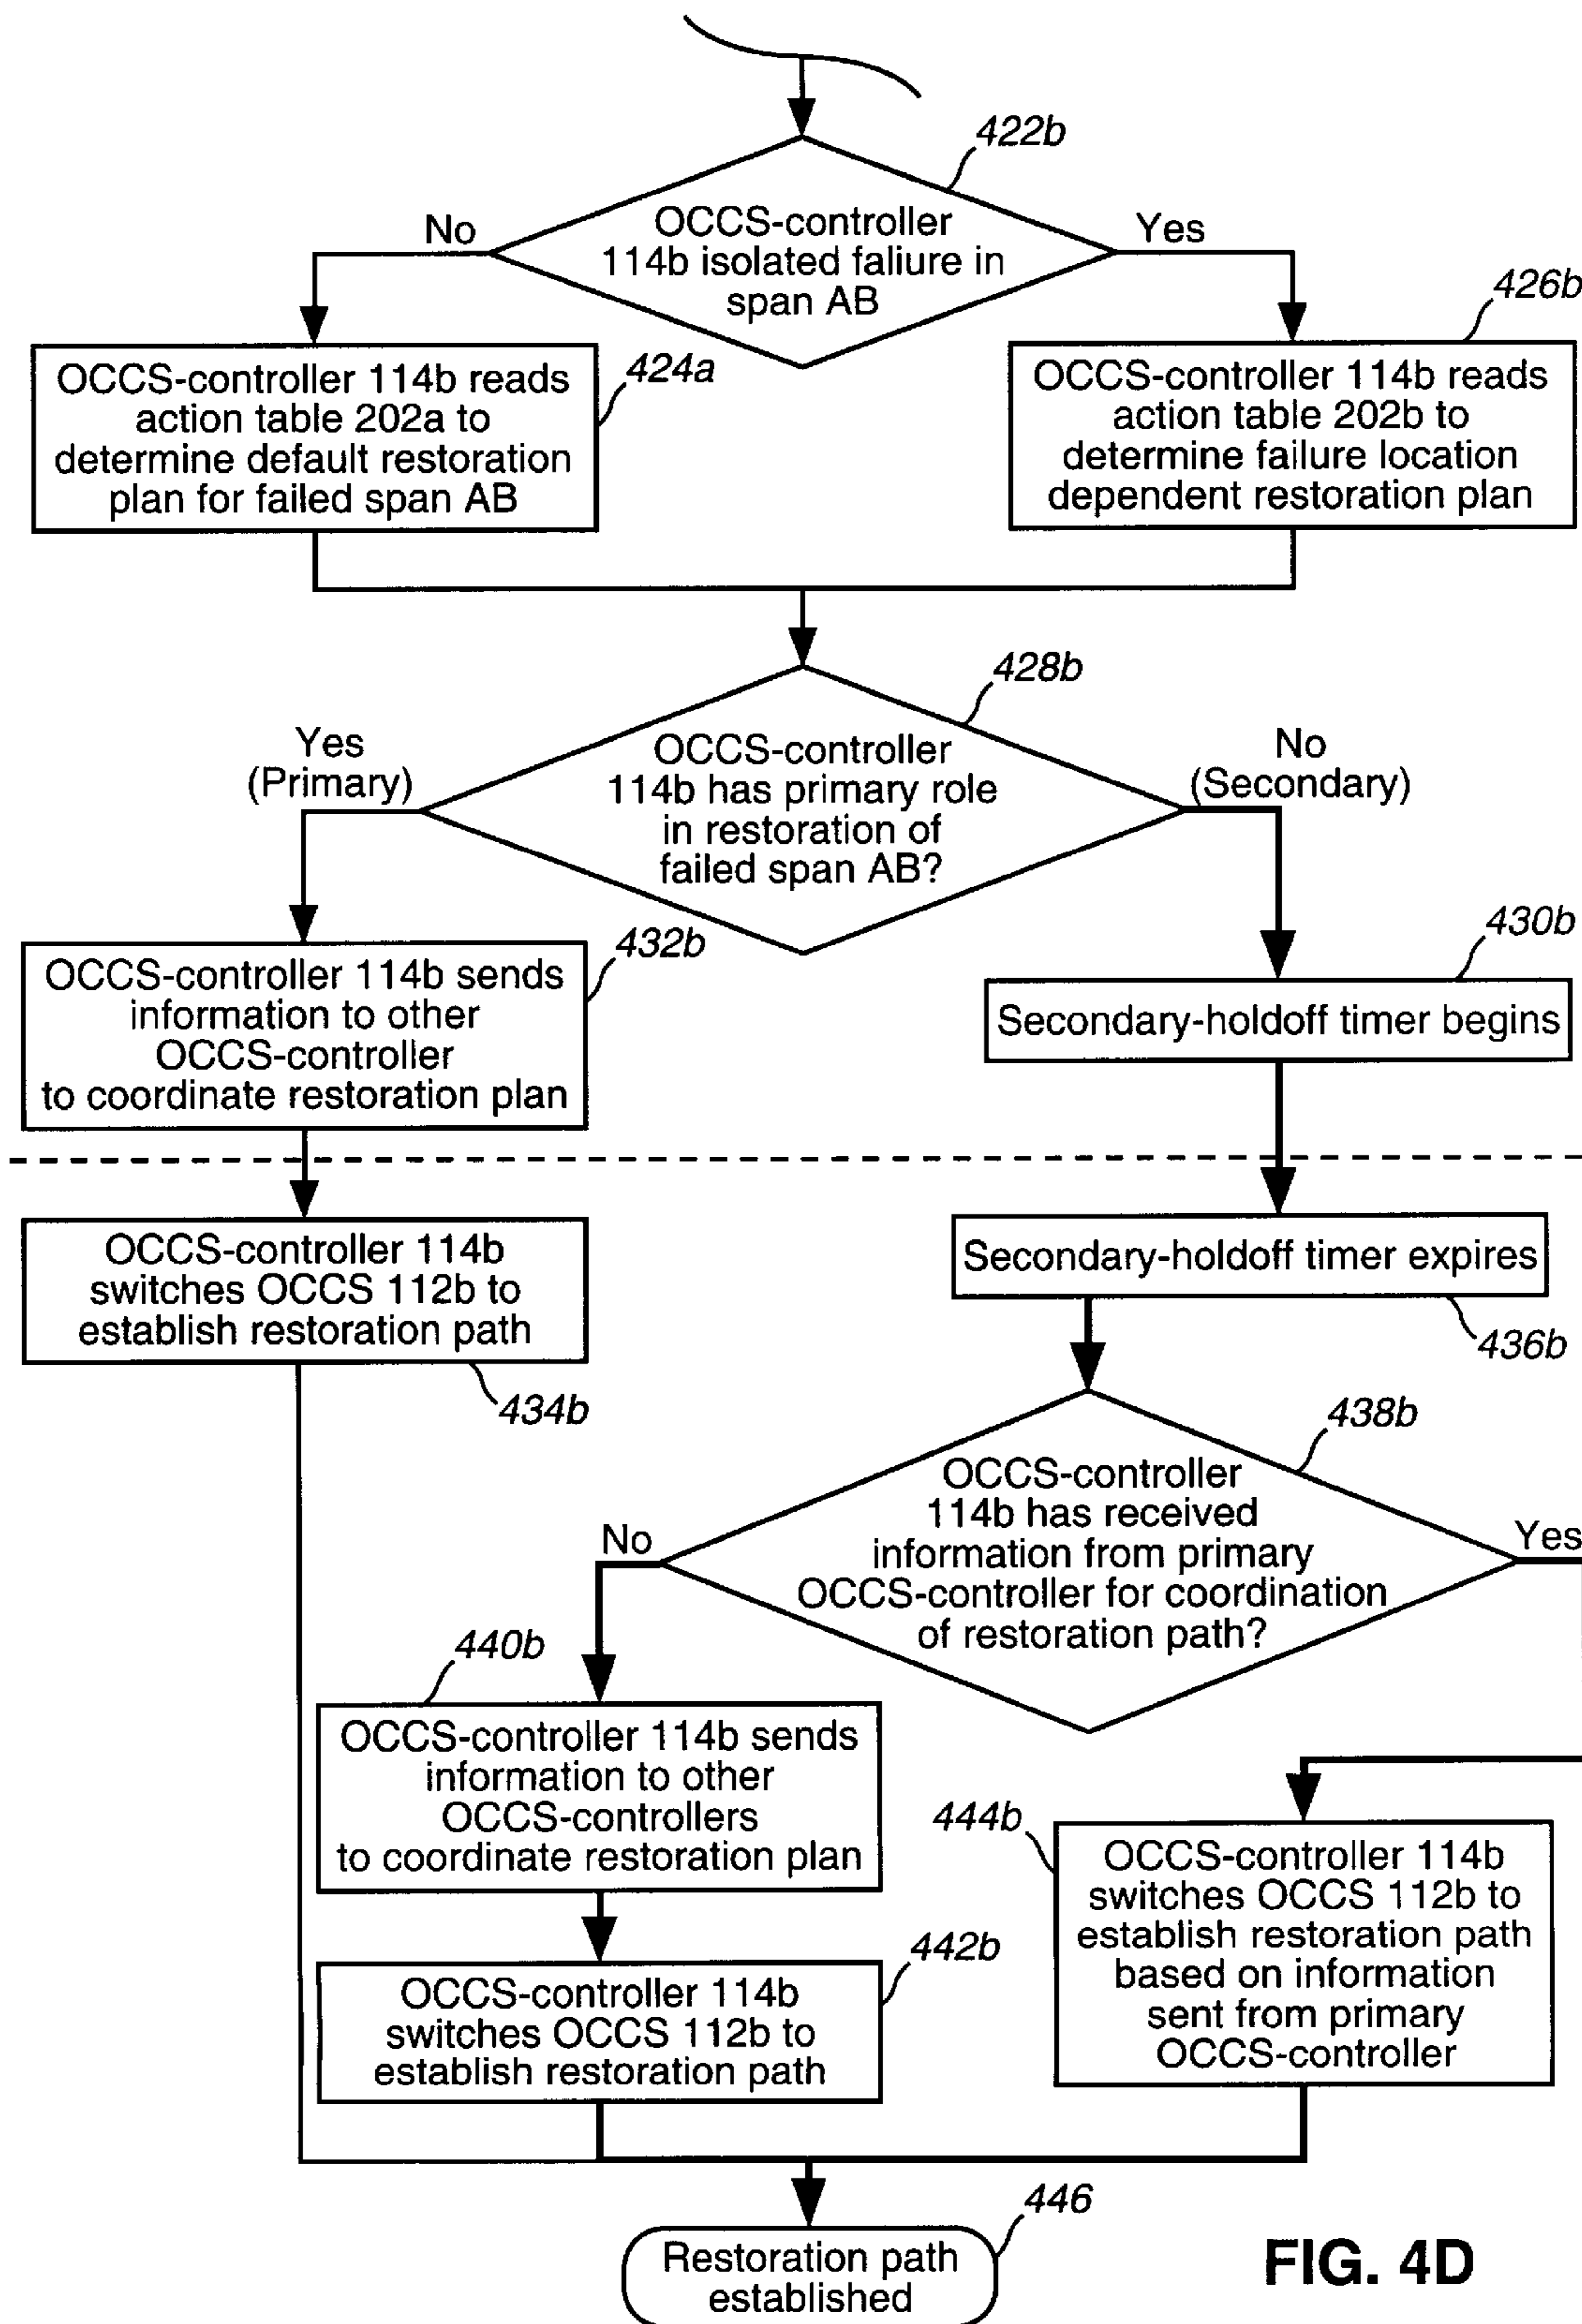 422b
No
Yes
OCCS-controller
114b isolated faliure in
span AB
426b
OCCS-controller 114b reads
action table 202a to
determine default restoration
plan for failed span AB
424a
OCCS-controller 114b reads
action table 202b to
determine failure location
dependent restoration plan
428b
Yes
(Primary)
OCCS-controller
114b has primary role
in restoration of
failed span AB?
No
(Secondary)
432b
430b
OCCS-controller 114b sends
information to other
OCCS-controller
to coordinate restoration plan
Secondary-holdoff timer begins
OCCS-controller 114b
switches OCCS 112b to
establish restoration path
434b
Secondary-holdoff timer expires
436b
438b
OCCS-controller
114b has received
information from primary
OCCS-controller for coordination
of restoration path?
No
Yes
440b
OCCS-controller 114b sends
information to other
OCCS-controllers
to coordinate restoration plan
444b
OCCS-controller 114b
switches OCCS 112b to
establish restoration path
based on information
sent from primary
OCCS-controller
442b
OCCS-controller 114b
switches OCCS 112b to
establish restoration path
446
Restoration path
established
FIG. 4D